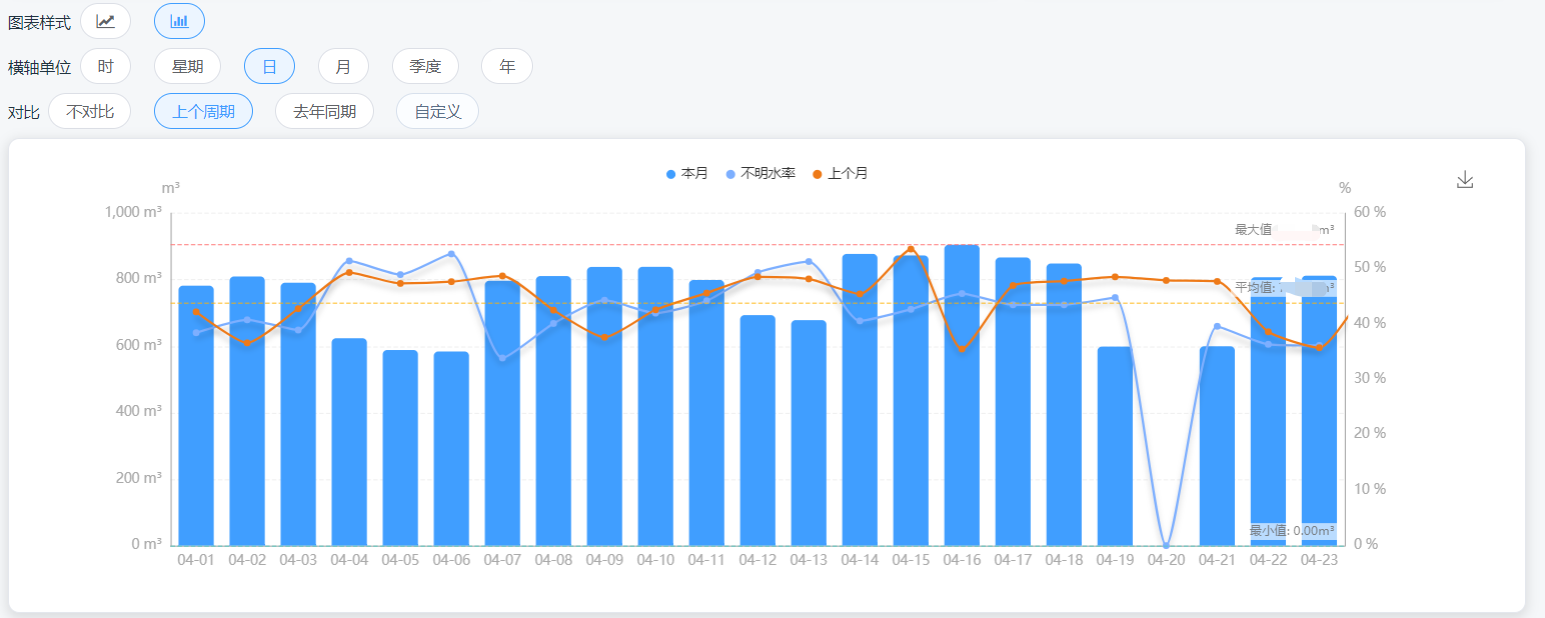 图表样式
横轴单位 时 星期 日 月 季度 年
对比 不对比 上个周期 去年同期 自定义
本月 不明水率 上个月
m³ %
1,000 m³ 60 %
最大值 m³
800 m³ 50 %
平均值: m³
40 %
600 m³
30 %
400 m³
20 %
200 m³
10 %
最小值: 0.00m³
0 m³ 0 %
04-01 04-02 04-03 04-04 04-05 04-06 04-07 04-08 04-09 04-10 04-11 04-12 04-13 04-14 04-15 04-16 04-17 04-18 04-19 04-20 04-21 04-22 04-23